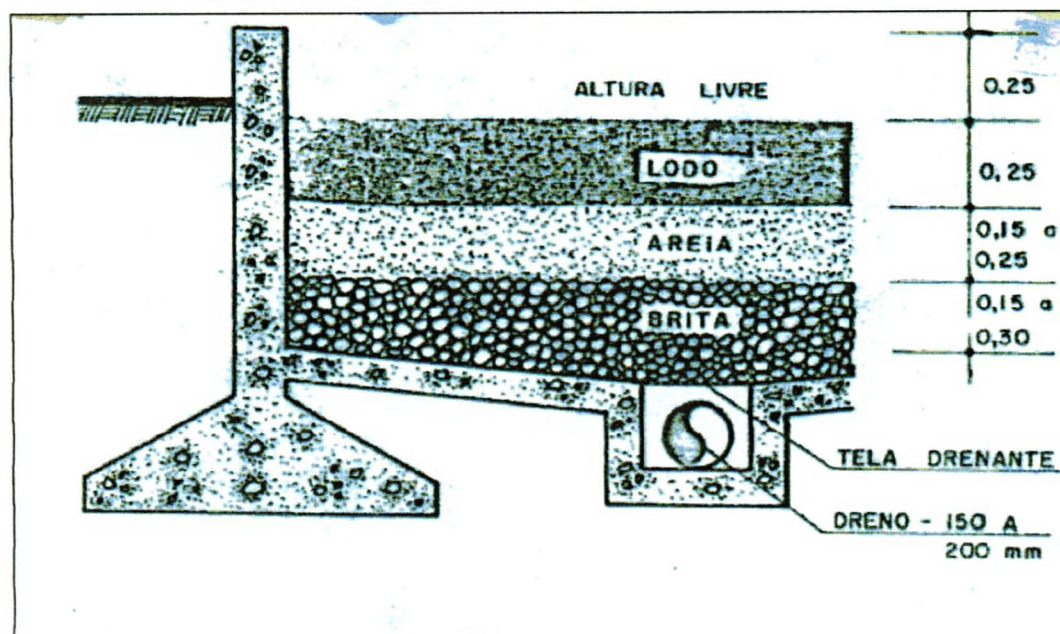 ALTURA LIVRE
0,25
LODO
0,25
AREIA
0,15 a
0,25
BRITA
0,15 a
0,30
TELA DRENANTE
DRENO - 150 A
200 mm